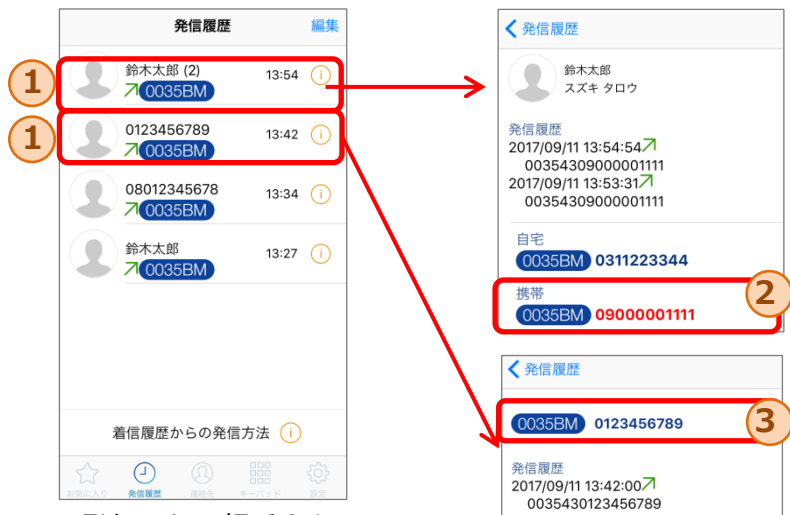 発信履歴 編集
鈴木太郎 (2) 13:54
1
0035BM
0123456789 13:42
1
0035BM
08012345678 13:34
0035BM
鈴木太郎 13:27
0035BM
着信履歴からの発信方法
お気に入り 発信履歴 連絡先 キーパッド 設定
発信履歴
鈴木太郎
スズキ タロウ
発信履歴
2017/09/11 13:54:54
00354309000001111
2017/09/11 13:53:31
00354309000001111
自宅
0035BM 0311223344
携帯
2
0035BM 09000001111
発信履歴
0035BM 0123456789
3
発信履歴
2017/09/11 13:42:00
0035430123456789